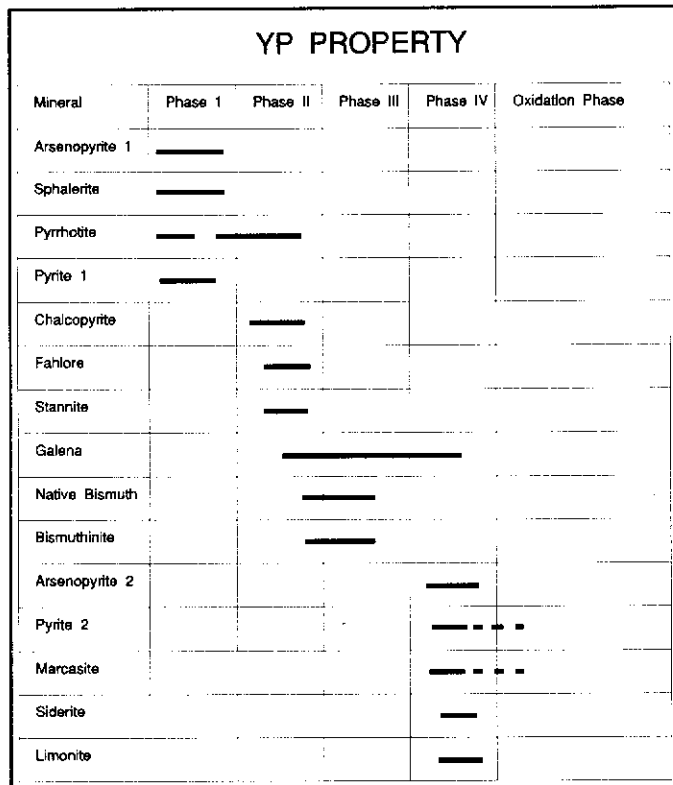 YP PROPERTY
Mineral Phase 1 Phase II Phase III Phase IV Oxidation Phase
Arsenopyrite 1
Sphalerite
Pyrrhotite
Pyrite 1
Chalcopyrite
Fahlore
Stannite
Galena
Native Bismuth
Bismuthinite
Arsenopyrite 2
Pyrite 2
Marcasite
Siderite
Limonite